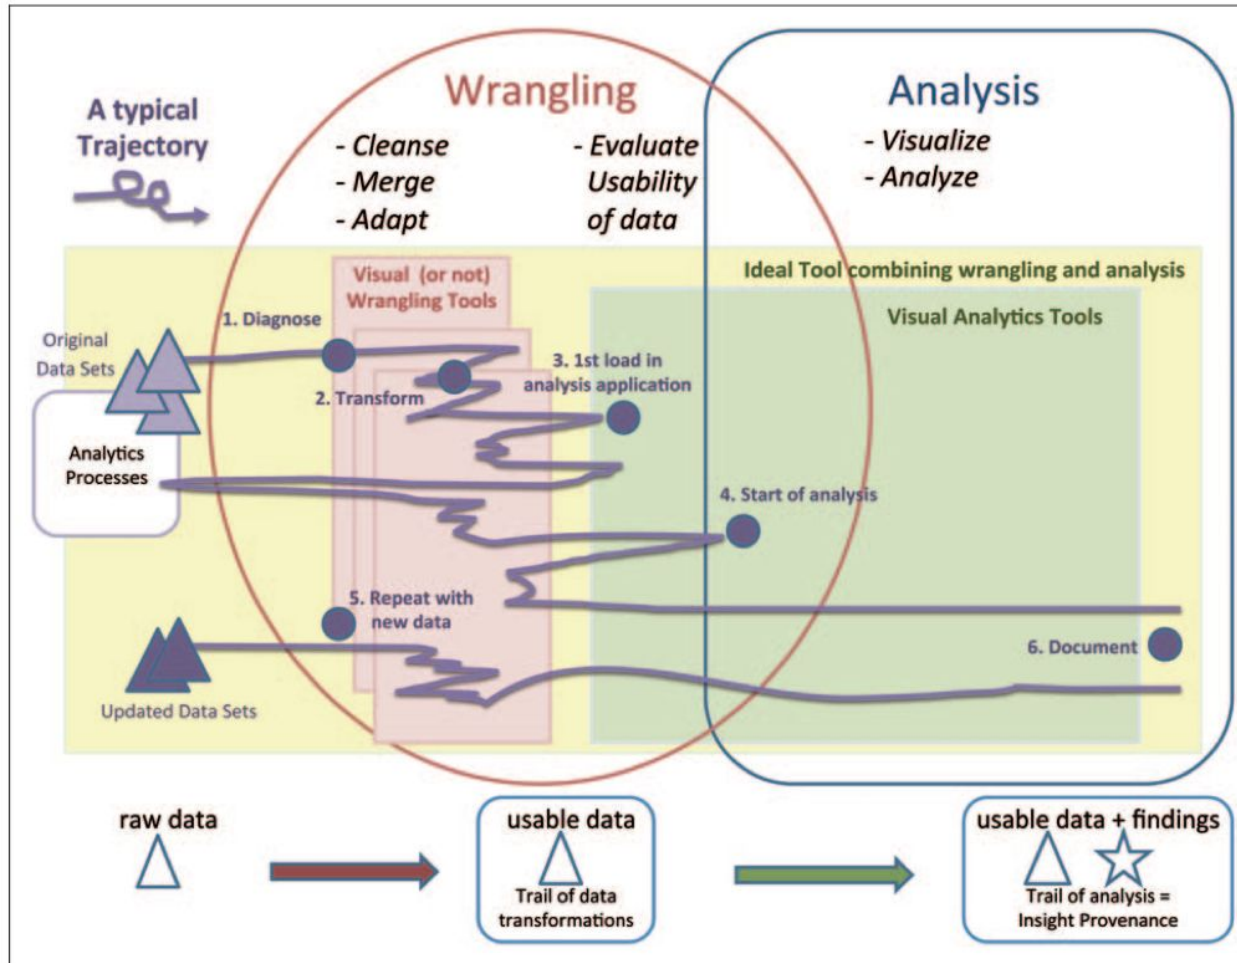 Wrangling
Analysis
A typical
Trajectory
- Cleanse
- Merge
- Adapt
- Evaluate
Usability
of data
- Visualize
- Analyze
Visual (or not)
Wrangling Tools
Ideal Tool combining wrangling and analysis
Visual Analytics Tools
Original
Data Sets
1. Diagnose
2. Transform
3. 1st load in
analysis application
Analytics
Processes
4. Start of analysis
5. Repeat with
new data
6. Document
Updated Data Sets
raw data
usable data
Trail of data
transformations
usable data + findings
Trail of analysis =
Insight Provenance